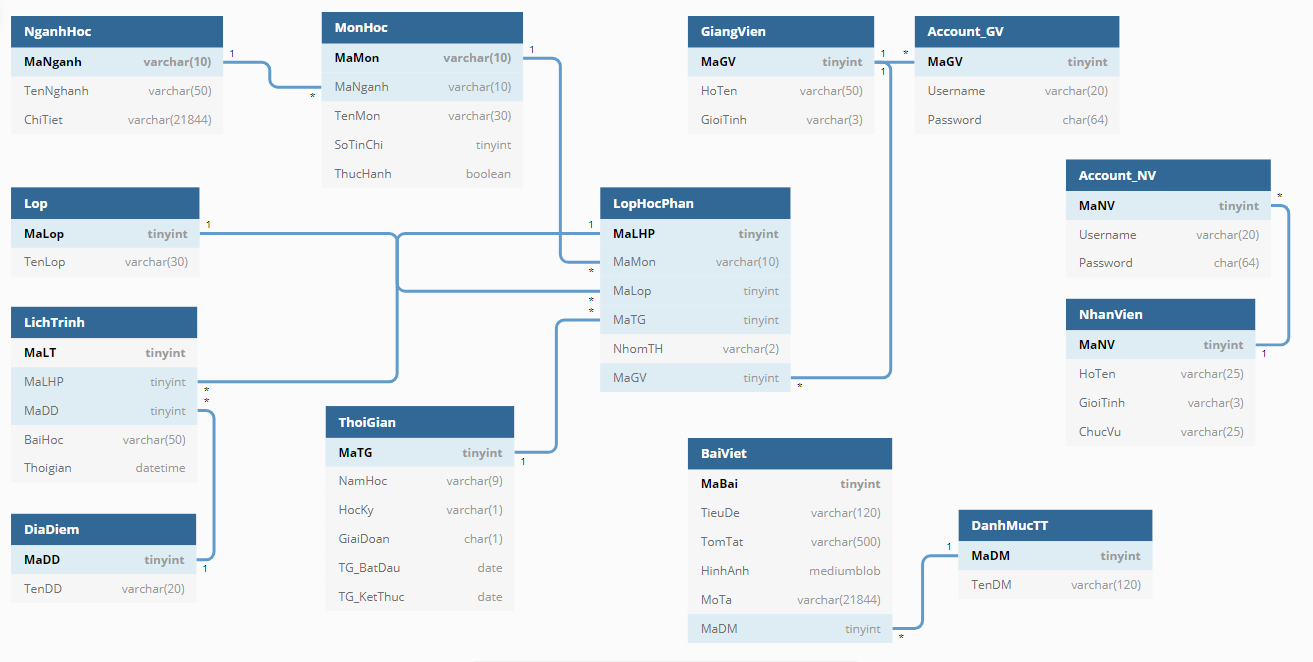 NganhHoc
MaNganh varchar(10)
TenNghanh varchar(50)
ChiTiet varchar(21844)
1
*
MonHoc
MaMon varchar(10)
MaNganh varchar(10)
TenMon varchar(30)
SoTinChi tinyint
ThucHanh boolean
1
GiangVien
MaGV tinyint
HoTen varchar(50)
GioiTinh varchar(3)
1
1
*
Account_GV
MaGV tinyint
Username varchar(20)
Password char(64)
Account_NV
MaNV tinyint
Username varchar(20)
Password char(64)
*
Lop
MaLop tinyint
TenLop varchar(30)
1
LopHocPhan
MaLHP tinyint
MaMon varchar(10)
MaLop tinyint
MaTG tinyint
NhomTH varchar(2)
MaGV tinyint
1
*
*
*
*
NhanVien
MaNV tinyint
HoTen varchar(25)
GioiTinh varchar(3)
ChucVu varchar(25)
1
LichTrinh
MaLT tinyint
MaLHP tinyint
MaDD tinyint
BaiHoc varchar(50)
Thoigian datetime
*
*
ThoiGian
MaTG tinyint
NamHoc varchar(9)
HocKy varchar(1)
GiaiDoan char(1)
TG_BatDau date
TG_KetThuc date
1
BaiViet
MaBai tinyint
TieuDe varchar(120)
TomTat varchar(500)
HinhAnh mediumblob
MoTa varchar(21844)
MaDM tinyint
*
DanhMucTT
MaDM tinyint
TenDM varchar(120)
1
DiaDiem
MaDD tinyint
TenDD varchar(20)
1